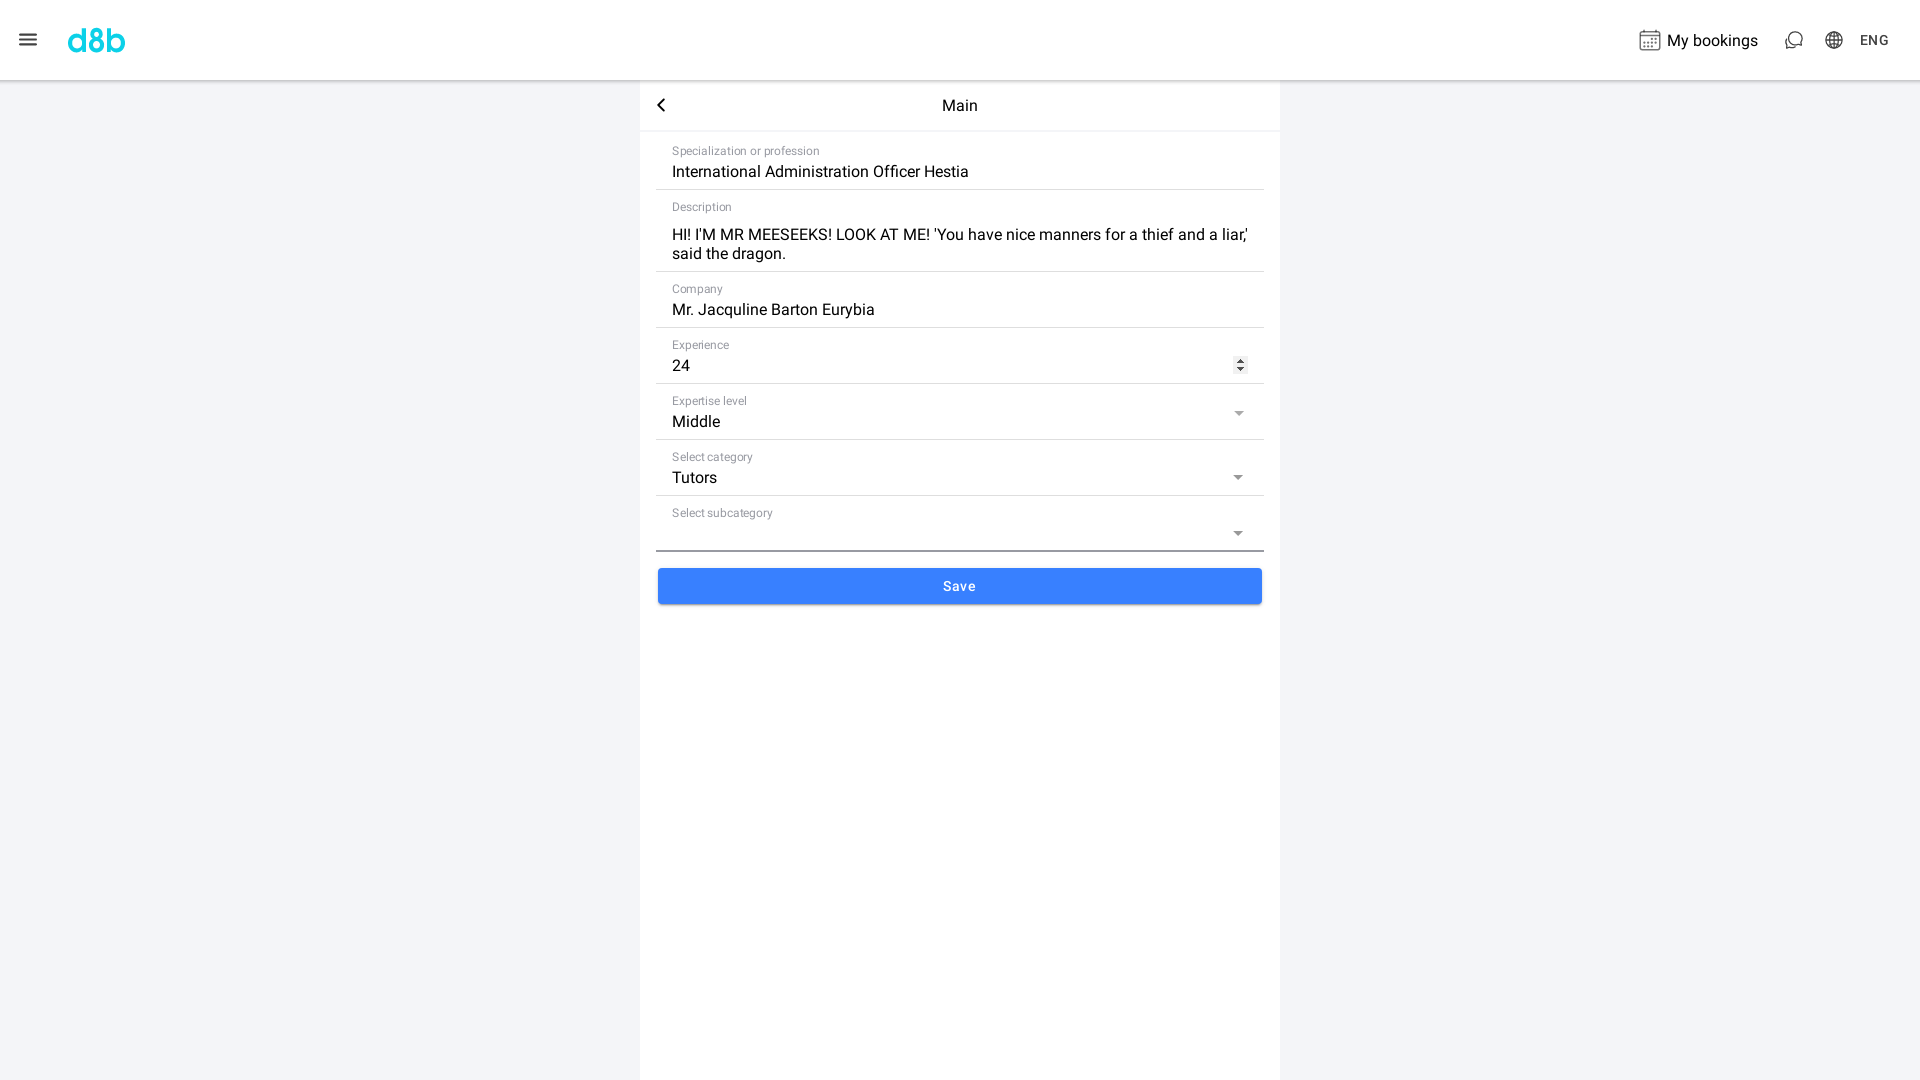 d8b
My bookings
ENG
Main
Specialization or profession
International Administration Officer Hestia
Description
HI! I'M MR MEESEEKS! LOOK AT ME! 'You have nice manners for a thief and a liar,'
said the dragon.
Company
Mr. Jacquline Barton Eurybia
Experience
24
Expertise level
Middle
Select category
Tutors
Select subcategory
Save